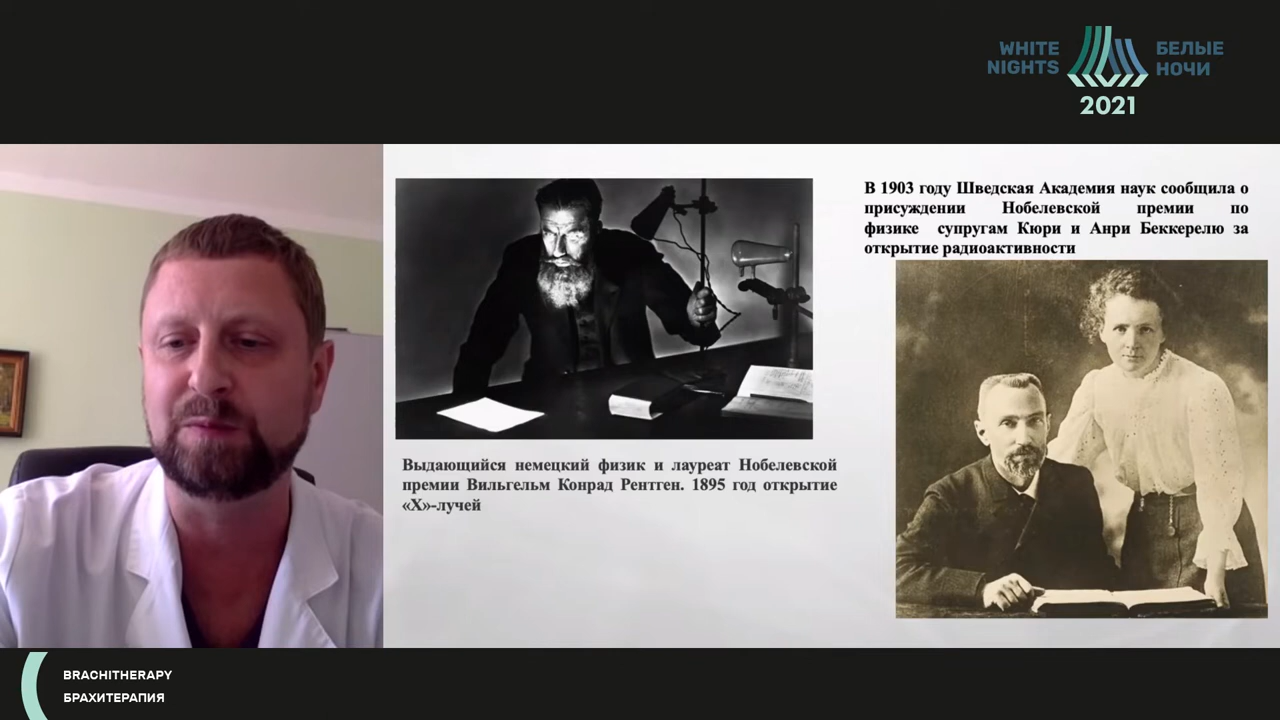 WHITE
NIGHTS
БЕЛЫЕ
НОЧИ
2021
В 1903 году Шведская Академия наук сообщила о
присуждении Нобелевской премии по
физике супругам Кюри и Анри Беккерелю за
открытие радиоактивности
Выдающийся немецкий физик и лауреат Нобелевской
премии Вильгельм Конрад Рентген. 1895 год открытие
«X»-лучей
BRACHITHERAPY
БРАХИТЕРАПИЯ